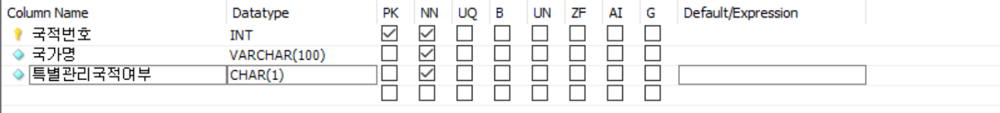 Column Name Datatype PK NN UQ B UN ZF AI G Default/Expression
국적번호 INT
국가명 VARCHAR(100)
특별관리국적여부 CHAR(1)